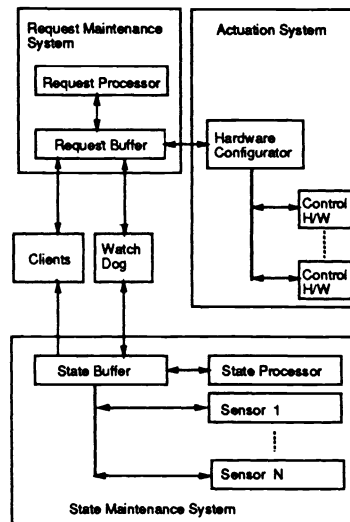 Request Maintenance
System
Request Processor
Request Buffer
Actuation System
Hardware
Configurator
Control
H/W
Control
H/W
Clients
Watch
Dog
State Buffer
State Processor
Sensor 1
Sensor N
State Maintenance System